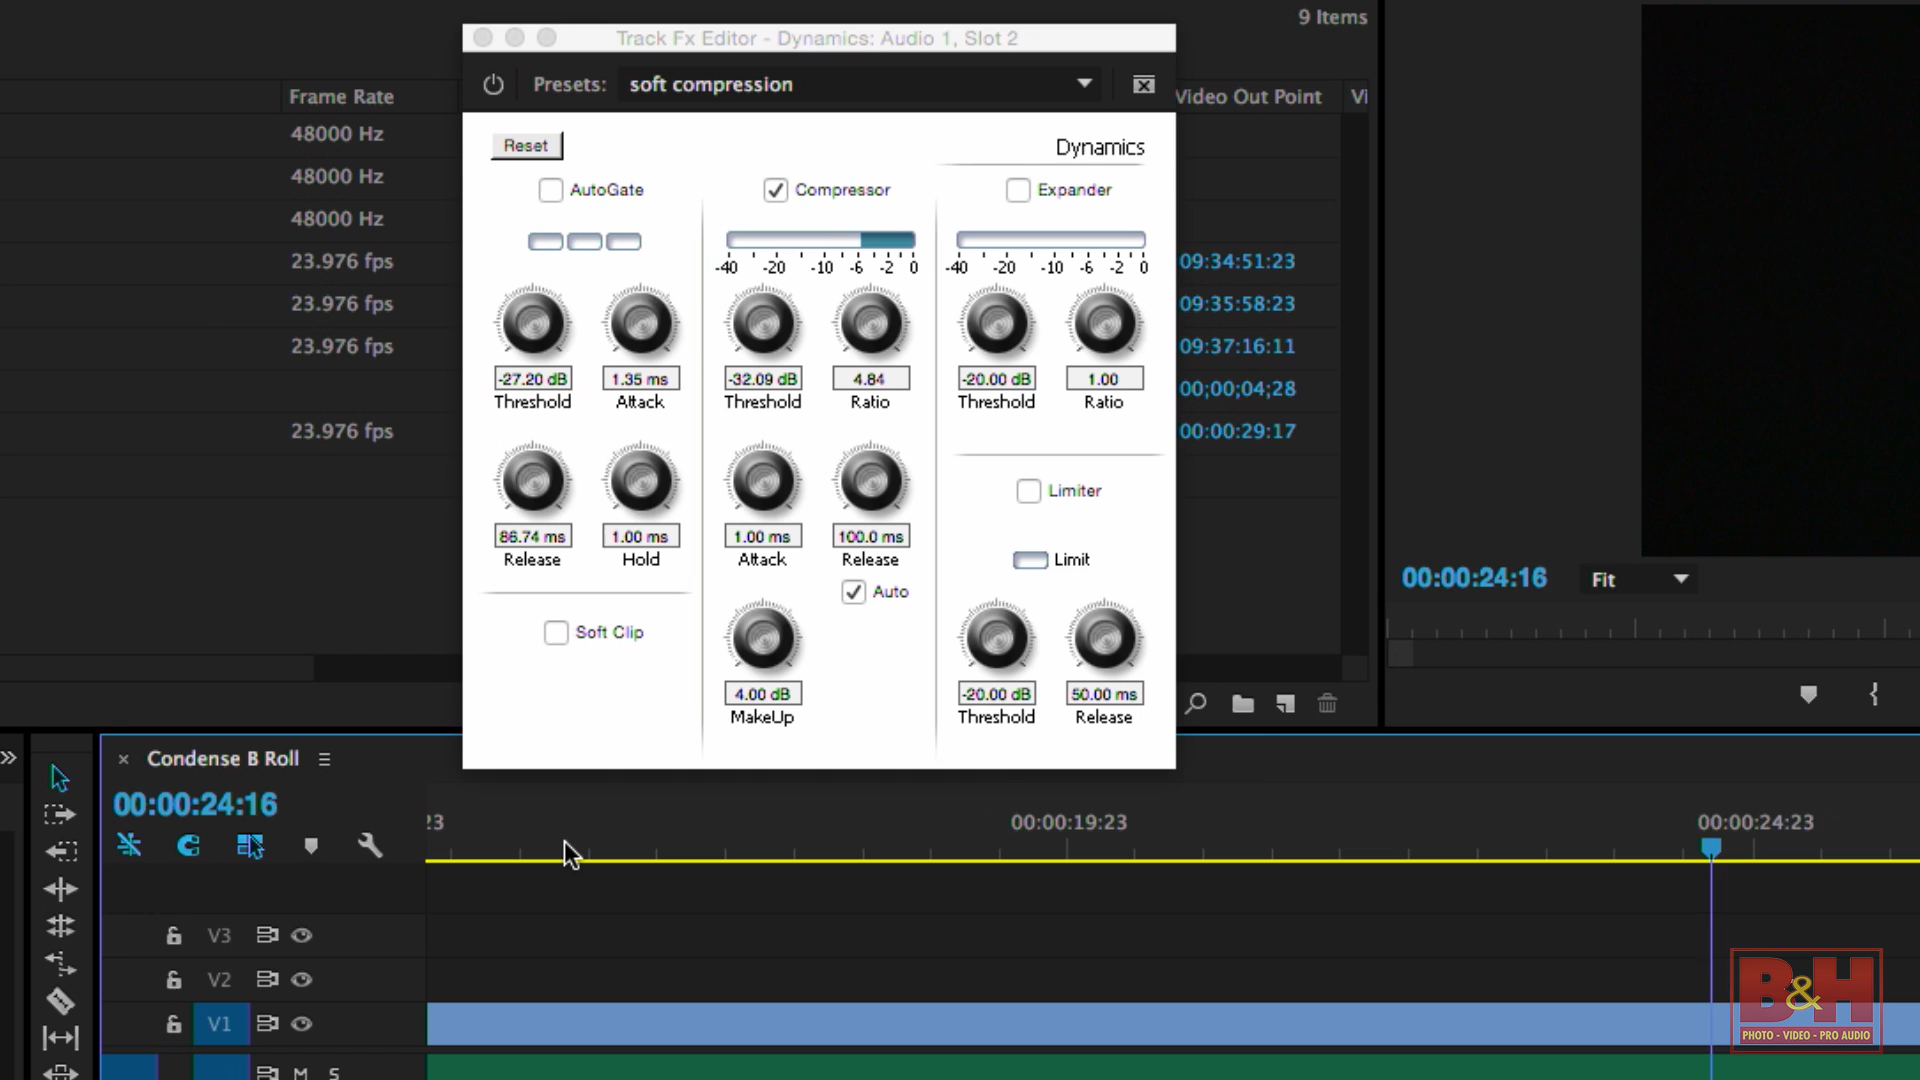 9 Items
Track Fx Editor - Dynamics: Audio 1, Slot 2
Presets: soft compression
Frame Rate
Video Out Point
Vi
48000 Hz
48000 Hz
48000 Hz
23.976 fps
23.976 fps
23.976 fps
23.976 fps
09:34:51:23
09:35:58:23
09:37:16:11
00;00;04;28
00:00:29:17
Reset
Dynamics
AutoGate
Compressor
Expander
-40 -20 -10 -6 -2 0
-40 -20 -10 -6 -2 0
-27.20 dB
1.35 ms
-32.09 dB
4.84
-20.00 dB
1.00
Threshold
Attack
Threshold
Ratio
Threshold
Ratio
Limiter
86.74 ms
1.00 ms
1.00 ms
100.0 ms
Release
Hold
Attack
Release
Limit
Auto
Soft Clip
4.00 dB
-20.00 dB
50.00 ms
MakeUp
Threshold
Release
00:00:24:16
Fit
Condense B Roll
00:00:24:16
23
00:00:19:23
00:00:24:23
V3
V2
V1
M S
B&H
PHOTO - VIDEO - PRO AUDIO